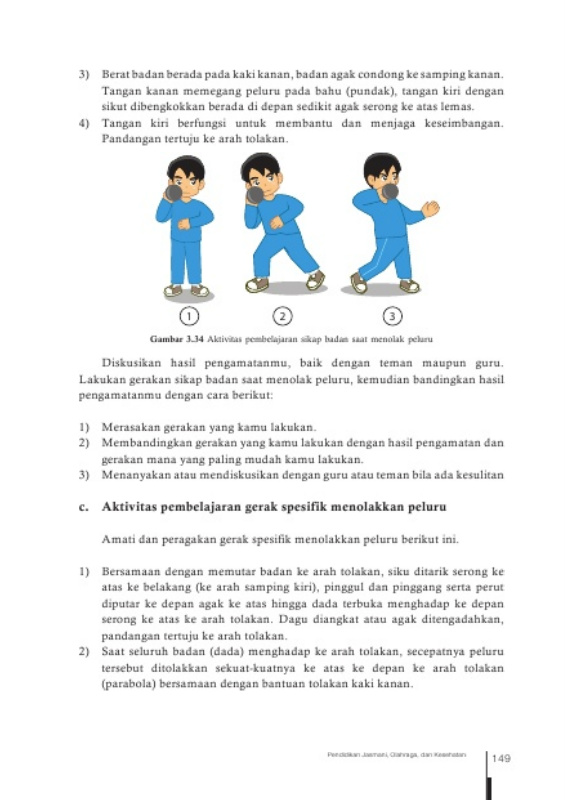 3) Berat badan berada pada kaki kanan, badan agak condong ke samping kanan.
Tangan kanan memegang peluru pada bahu (pundak), tangan kiri dengan
sikut dibengkokkan berada di depan sedikit agak serong ke atas lemas.
4) Tangan kiri berfungsi untuk membantu dan menjaga keseimbangan.
Pandangan tertuju ke arah tolakan.
1 2 3
Gambar 3.34 Aktivitas pembelajaran sikap badan saat menolak peluru
Diskusikan hasil pengamatanmu, baik dengan teman maupun guru.
Lakukan gerakan sikap badan saat menolak peluru, kemudian bandingkan hasil
pengamatanmu dengan cara berikut:
1) Merasakan gerakan yang kamu lakukan.
2) Membandingkan gerakan yang kamu lakukan dengan hasil pengamatan dan
gerakan mana yang paling mudah kamu lakukan.
3) Menanyakan atau mendiskusikan dengan guru atau teman bila ada kesulitan
c. Aktivitas pembelajaran gerak spesifik menolakkan peluru
Amati dan peragakan gerak spesifik menolakkan peluru berikut ini.
1) Bersamaan dengan memutar badan ke arah tolakan, siku ditarik serong ke
atas ke belakang (ke arah samping kiri), pinggul dan pinggang serta perut
diputar ke depan agak ke atas hingga dada terbuka menghadap ke depan
serong ke atas ke arah tolakan. Dagu diangkat atau agak ditengadahkan,
pandangan tertuju ke arah tolakan.
2) Saat seluruh badan (dada) menghadap ke arah tolakan, secepatnya peluru
tersebut ditolakkan sekuat-kuatnya ke atas ke depan ke arah tolakan
(parabola) bersamaan dengan bantuan tolakan kaki kanan.
Pendidikan Jasmani, Olahraga, dan Kesehatan 149